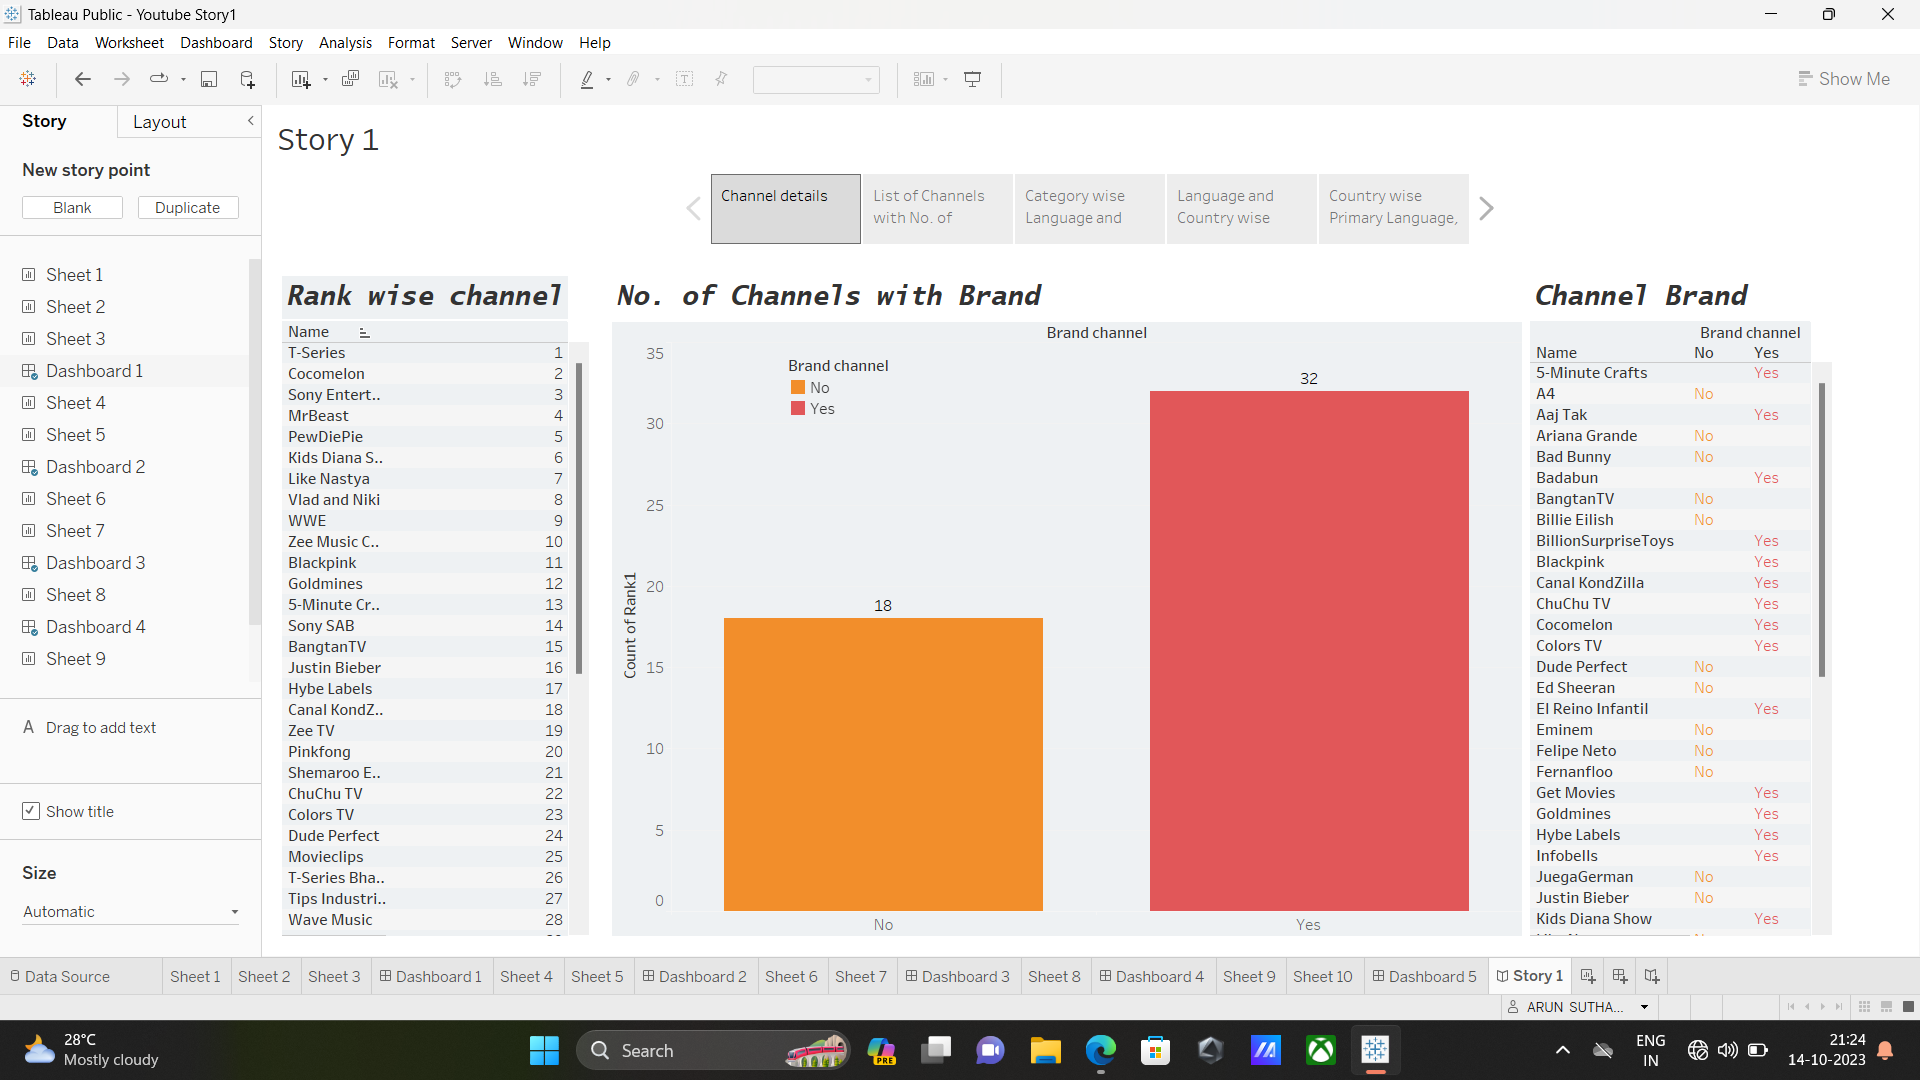 Tableau Public - Youtube Story1
File Data Worksheet Dashboard Story Analysis Format Server Window Help
Show Me
Story Layout
New story point
Blank Duplicate
Sheet 1
Sheet 2
Sheet 3
Dashboard 1
Sheet 4
Sheet 5
Dashboard 2
Sheet 6
Sheet 7
Dashboard 3
Sheet 8
Dashboard 4
Sheet 9
A Drag to add text
Show title
Size
Automatic
Story 1
Channel details
List of Channels
with No. of
Category wise
Language and
Language and
Country wise
Country wise
Primary Language,
Rank wise channel
Name
T-Series 1
Cocomelon 2
Sony Entert.. 3
MrBeast 4
PewDiePie 5
Kids Diana S.. 6
Like Nastya 7
Vlad and Niki 8
WWE 9
Zee Music C.. 10
Blackpink 11
Goldmines 12
5-Minute Cr.. 13
Sony SAB 14
BangtanTV 15
Justin Bieber 16
Hybe Labels 17
Canal KondZ.. 18
Zee TV 19
Pinkfong 20
Shemaroo E.. 21
ChuChu TV 22
Colors TV 23
Dude Perfect 24
Movieclips 25
T-Series Bha.. 26
Tips Industri.. 27
Wave Music 28
No. of Channels with Brand
Brand channel
Brand channel
No
Yes
35
30
25
20
15
10
5
0
Count of Rank1
18
32
No
Yes
Channel Brand
Brand channel
Name No Yes
5-Minute Crafts Yes
A4 No
Aaj Tak Yes
Ariana Grande No
Bad Bunny No
Badabun Yes
BangtanTV No
Billie Eilish No
BillionSurpriseToys Yes
Blackpink Yes
Canal KondZilla Yes
ChuChu TV Yes
Cocomelon Yes
Colors TV Yes
Dude Perfect No
Ed Sheeran No
El Reino Infantil Yes
Eminem No
Felipe Neto No
Fernanfloo No
Get Movies Yes
Goldmines Yes
Hybe Labels Yes
Infobells Yes
JuegaGerman No
Justin Bieber No
Kids Diana Show Yes
Data Source Sheet 1 Sheet 2 Sheet 3 Dashboard 1 Sheet 4 Sheet 5 Dashboard 2 Sheet 6 Sheet 7 Dashboard 3 Sheet 8 Dashboard 4 Sheet 9 Sheet 10 Dashboard 5 Story 1
ARUN SUTHA...
28°C
Mostly cloudy
Search
PRE
ENG
IN
21:24
14-10-2023